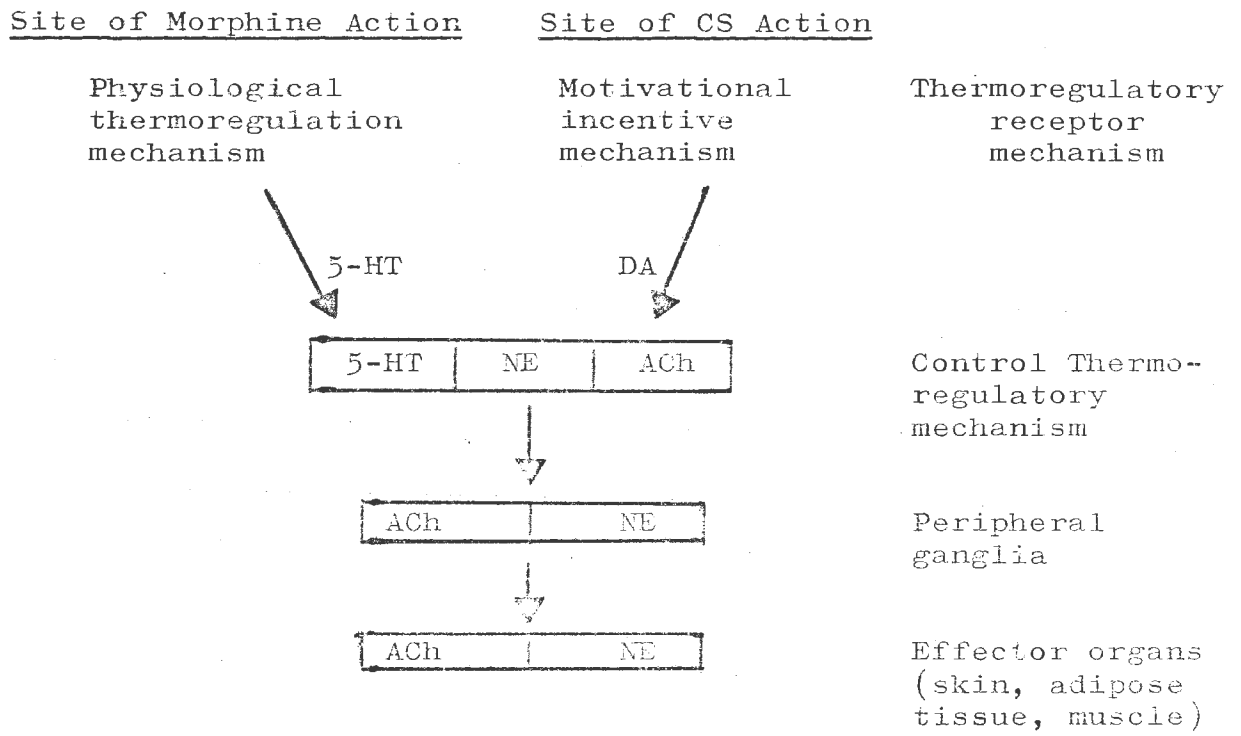 Site of Morphine Action
Site of CS Action
Physiological
thermoregulation
mechanism
Motivational
incentive
mechanism
Thermoregulatory
receptor
mechanism
5-HT
DA
5-HT
NE
ACh
Control Thermo-
regulatory
mechanism
ACh
NE
Peripheral
ganglia
ACh
NE
Effector organs
(skin, adipose
tissue, muscle)